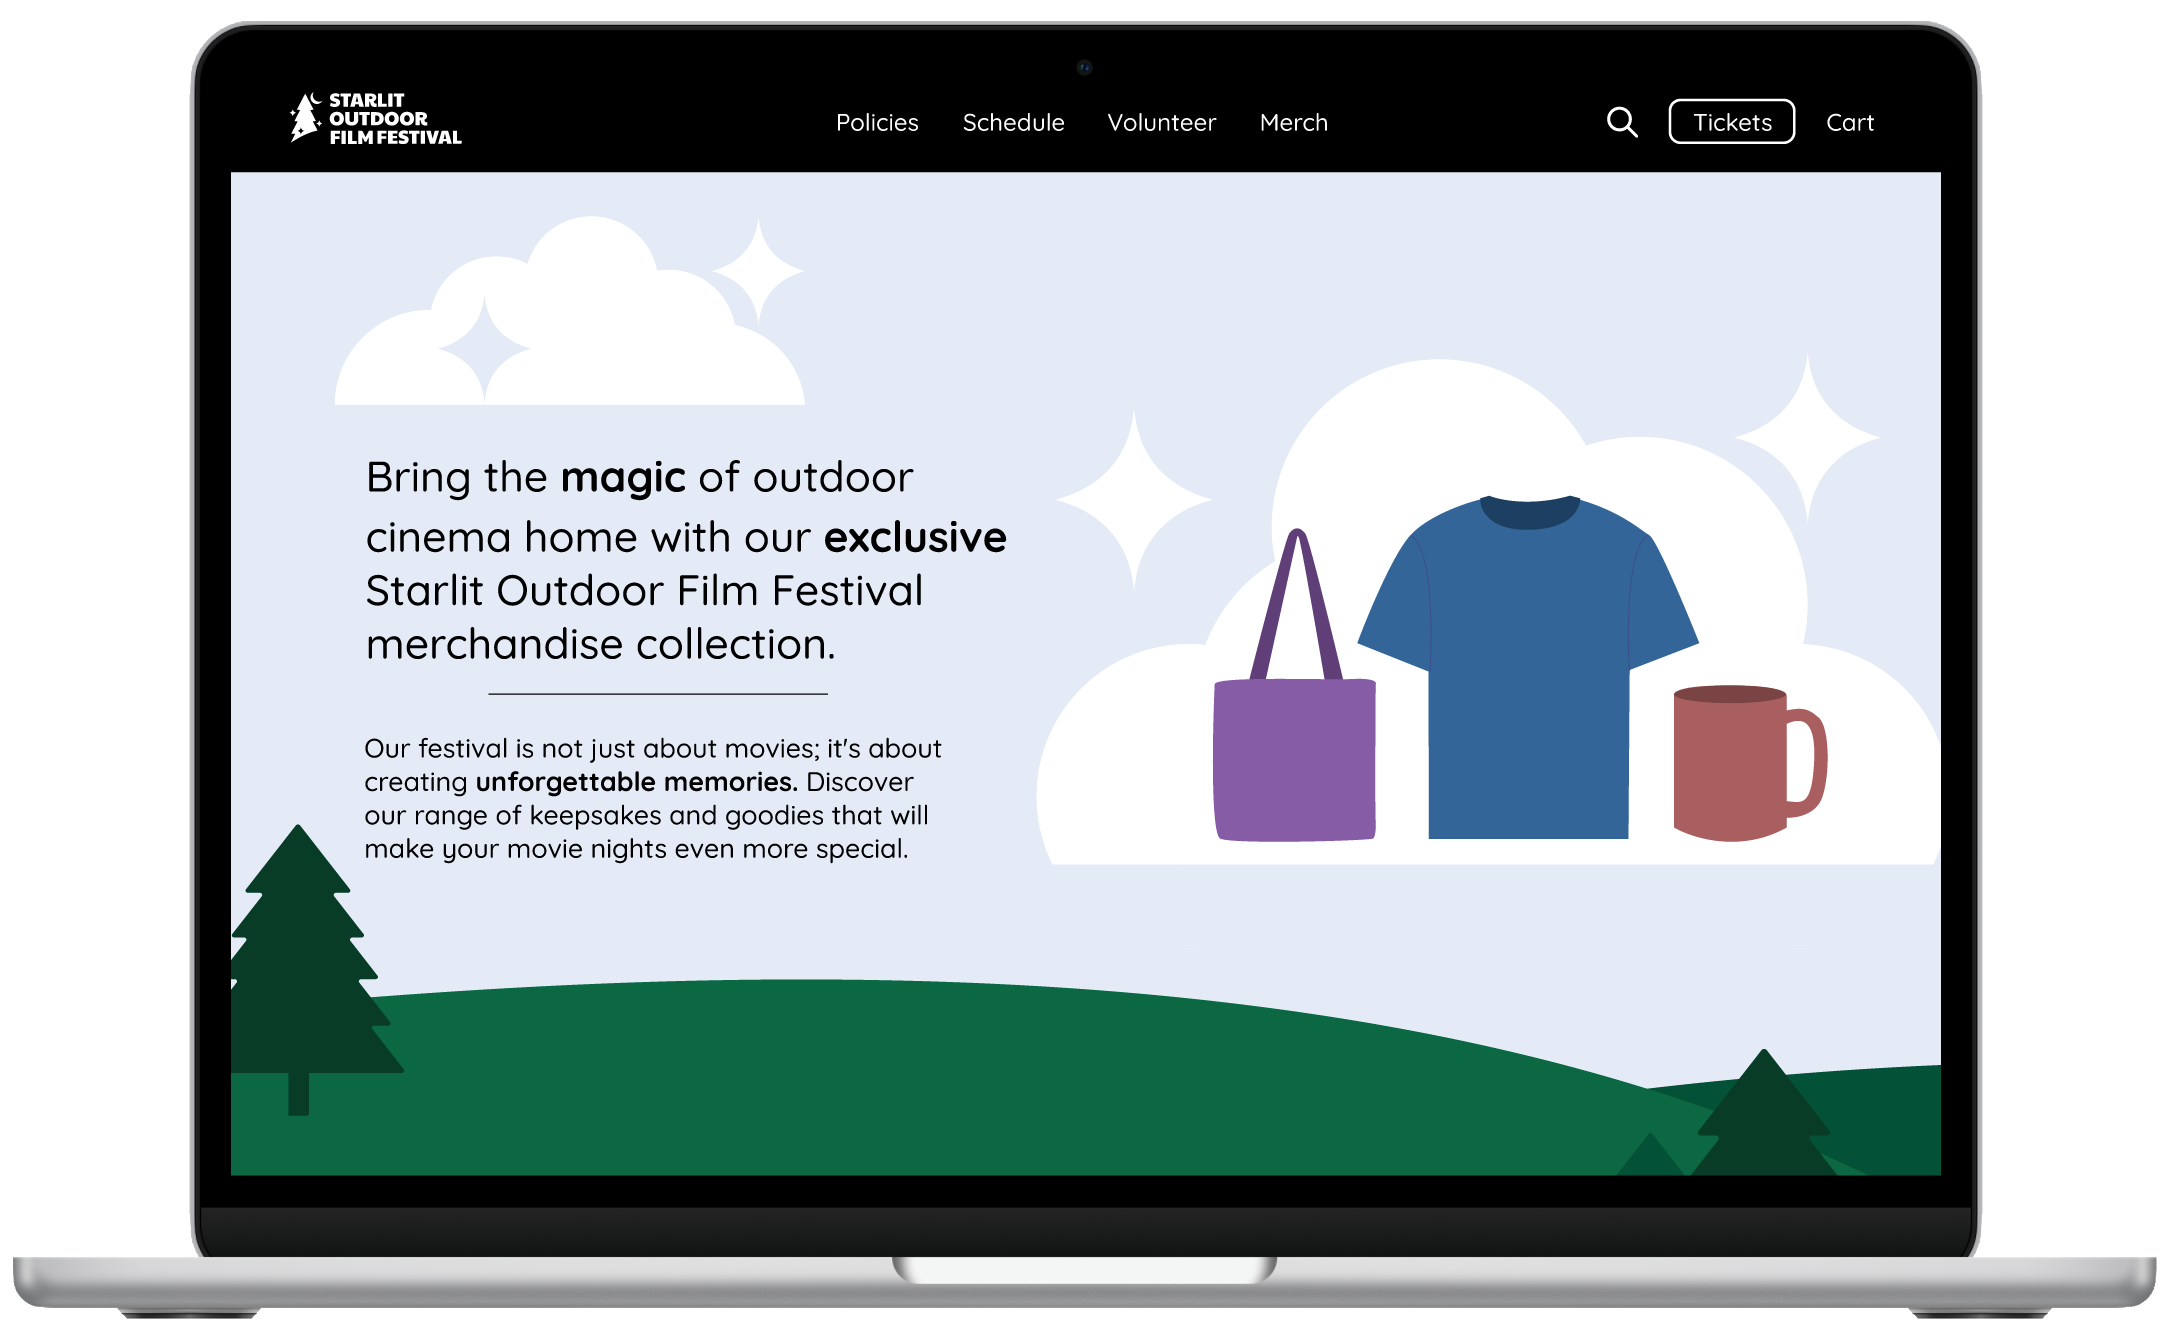 STARLIT
OUTDOOR
FILM FESTIVAL
Policies
Schedule
Volunteer
Merch
Tickets
Cart
Bring the magic of outdoor
cinema home with our exclusive
Starlit Outdoor Film Festival
merchandise collection.
Our festival is not just about movies; it's about
creating unforgettable memories. Discover
our range of keepsakes and goodies that will
make your movie nights even more special.